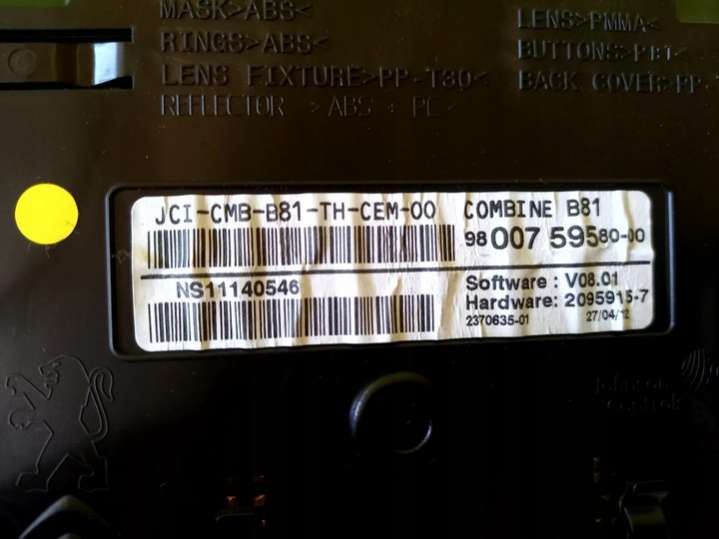 MASK>ABS<
RINGS>ABS<
LENS FIXTURE>PP-T30<
REFLECTOR >ABS + PC<
LENS>PMMA<
BUTTONS>PBT<
BACK COVER>PP-
JCI-CMB-B81-TH-CEM-00
NS11140546
COMBINE B81
98 007 595 80-00
Software : V08.01
Hardware: 2095915-7
2370635-01 27/04/12
Johnson
Controls